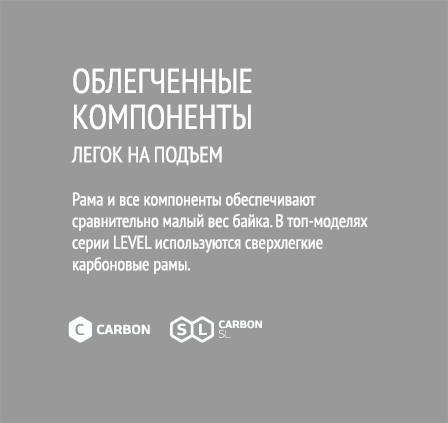 ОБЛЕГЧЕННЫЕ
КОМПОНЕНТЫ
ЛЕГОК НА ПОДЪЕМ
Рама и все компоненты обеспечивают
сравнительно малый вес байка. В топ-моделях
серии LEVEL используются сверхлегкие
карбоновые рамы.
C CARBON SL CARBON
SL